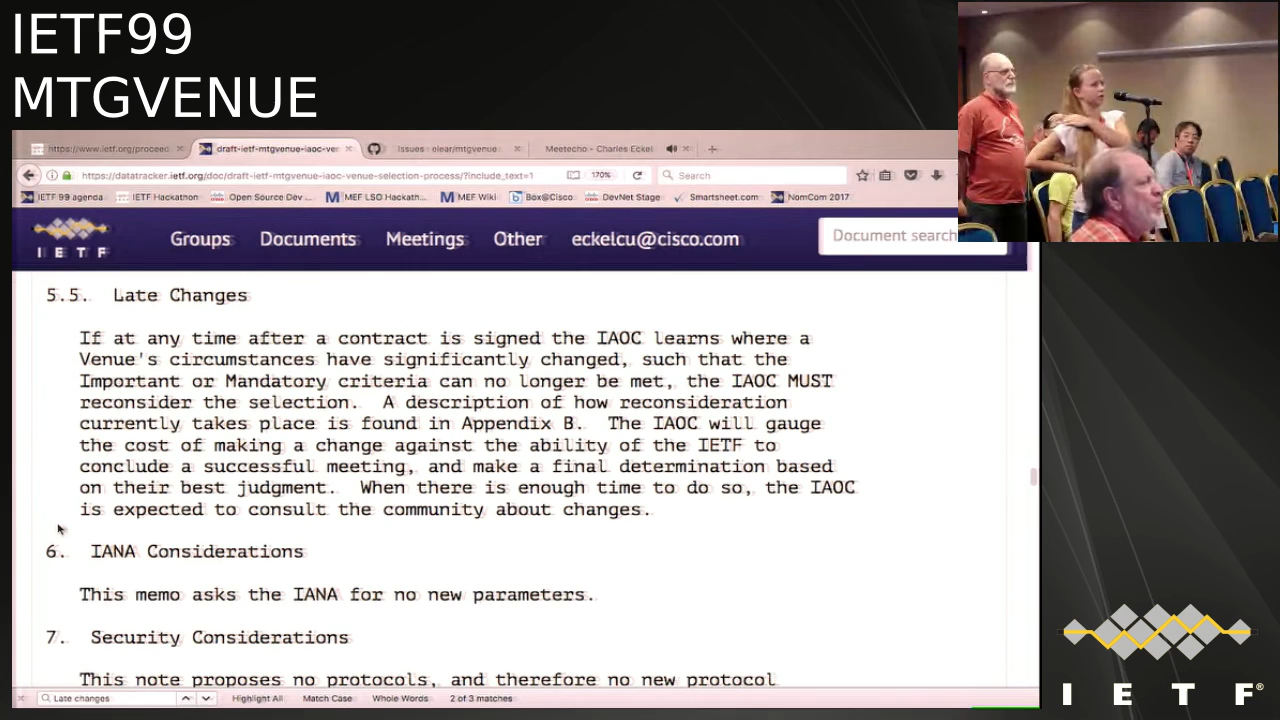 IETF99
MTGVENUE
https://www.ietf.org/proceed
draft-ietf-mtgvenue-iaoc-ver
Issues · elear/mtgvenue
Meetecho - Charles Eckel
https://datatracker.ietf.org/doc/draft-ietf-mtgvenue-iaoc-venue-selection-process/?include_text=1
170%
Search
IETF 99 agenda
IETF Hackathon
Open Source Dev ...
MEF LSO Hackath...
MEF Wiki
Box@Cisco
DevNet Stage
Smartsheet.com
NomCom 2017
I E T F
Groups
Documents
Meetings
Other
eckelcu@cisco.com
Document search
5.5. Late Changes
If at any time after a contract is signed the IAOC learns where a
Venue's circumstances have significantly changed, such that the
Important or Mandatory criteria can no longer be met, the IAOC MUST
reconsider the selection. A description of how reconsideration
currently takes place is found in Appendix B. The IAOC will gauge
the cost of making a change against the ability of the IETF to
conclude a successful meeting, and make a final determination based
on their best judgment. When there is enough time to do so, the IAOC
is expected to consult the community about changes.
6. IANA Considerations
This memo asks the IANA for no new parameters.
7. Security Considerations
This note proposes no protocols, and therefore no new protocol
Late changes
Highlight All
Match Case
Whole Words
2 of 3 matches
I E T F®